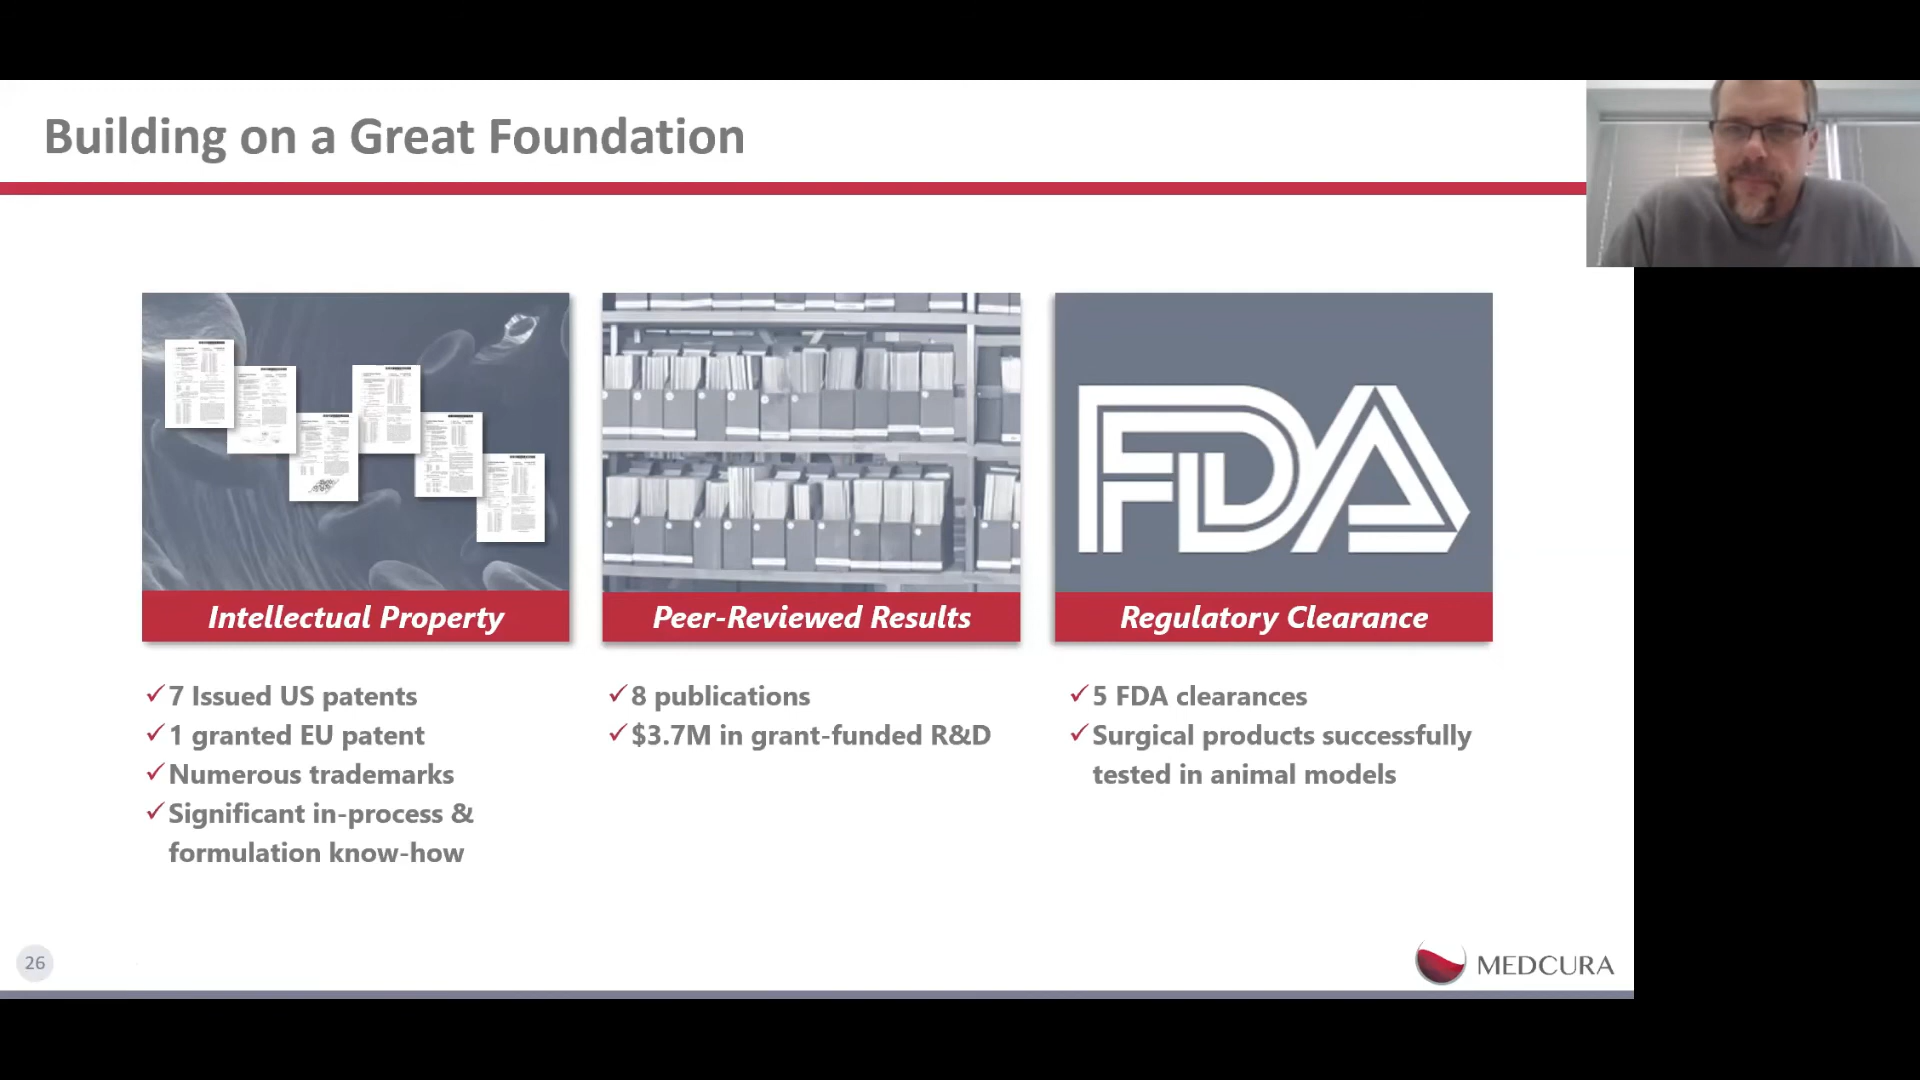 Building on a Great Foundation
FDA
Intellectual Property
Peer-Reviewed Results
Regulatory Clearance
✓7 Issued US patents
✓1 granted EU patent
✓Numerous trademarks
✓Significant in-process &
formulation know-how
✓8 publications
✓$3.7M in grant-funded R&D
✓5 FDA clearances
✓Surgical products successfully
tested in animal models
26
MEDCURA